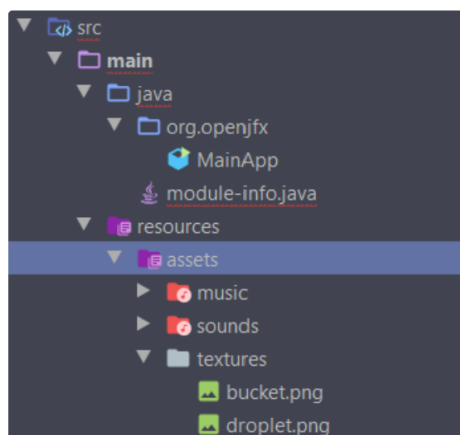 src
main
java
org.openjfx
MainApp
module-info.java
resources
assets
music
sounds
textures
bucket.png
droplet.png